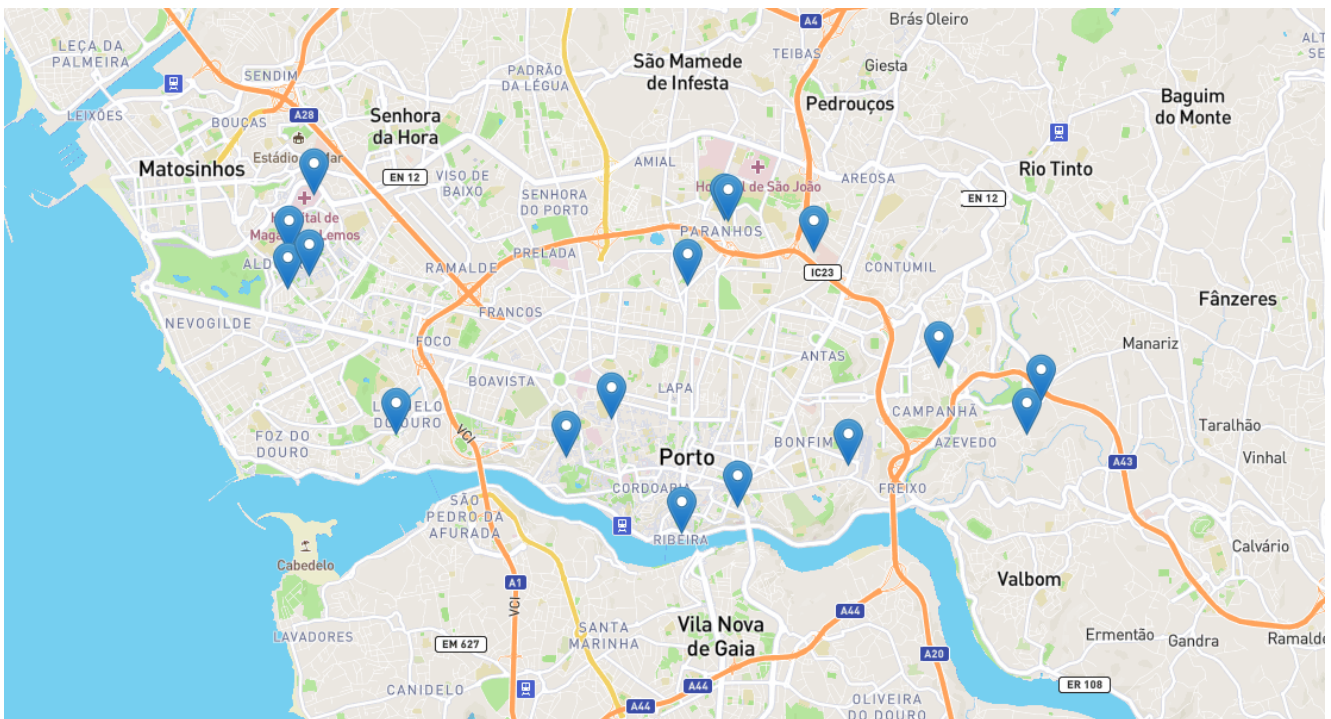 Brás Oleiro
A4
LEÇA DA
PALMEIRA
TEIBAS
São Mamede
de Infesta
Giesta
SENDIM
PADRÃO
DA LÉGUA
Pedrouços
Baguim
do Monte
LEIXÕES
BOUÇAS
A28
Senhora
da Hora
Estádio
Matosinhos
EN 12
VISO DE
BAIXO
AMIAL
São João
AREOSA
Rio Tinto
SENHORA
DO PORTO
EN 12
PARANHOS
Lemos
PRELADA
RAMALDE
CONTUMIL
IC23
Fânzeres
NEVOGILDE
FRANCOS
FOCO
ANTAS
Manariz
BOAVISTA
LAPA
CAMPANHÃ
DO
FOZ DO
DOURO
VCI
BONFIM
AZEVEDO
Taralhão
Porto
Vinhal
A43
CORDOARIA
FREIXO
SÃO
PEDRO DA
AFURADA
RIBEIRA
Calvário
Cabedelo
A1
VCI
Valbom
A44
LAVADORES
EM 627
SANTA
MARINHA
Vila Nova
de Gaia
Ermentão
Gandra
A20
CANIDELO
A44
A44
ER 108
OLIVEIRA
DO DOURO